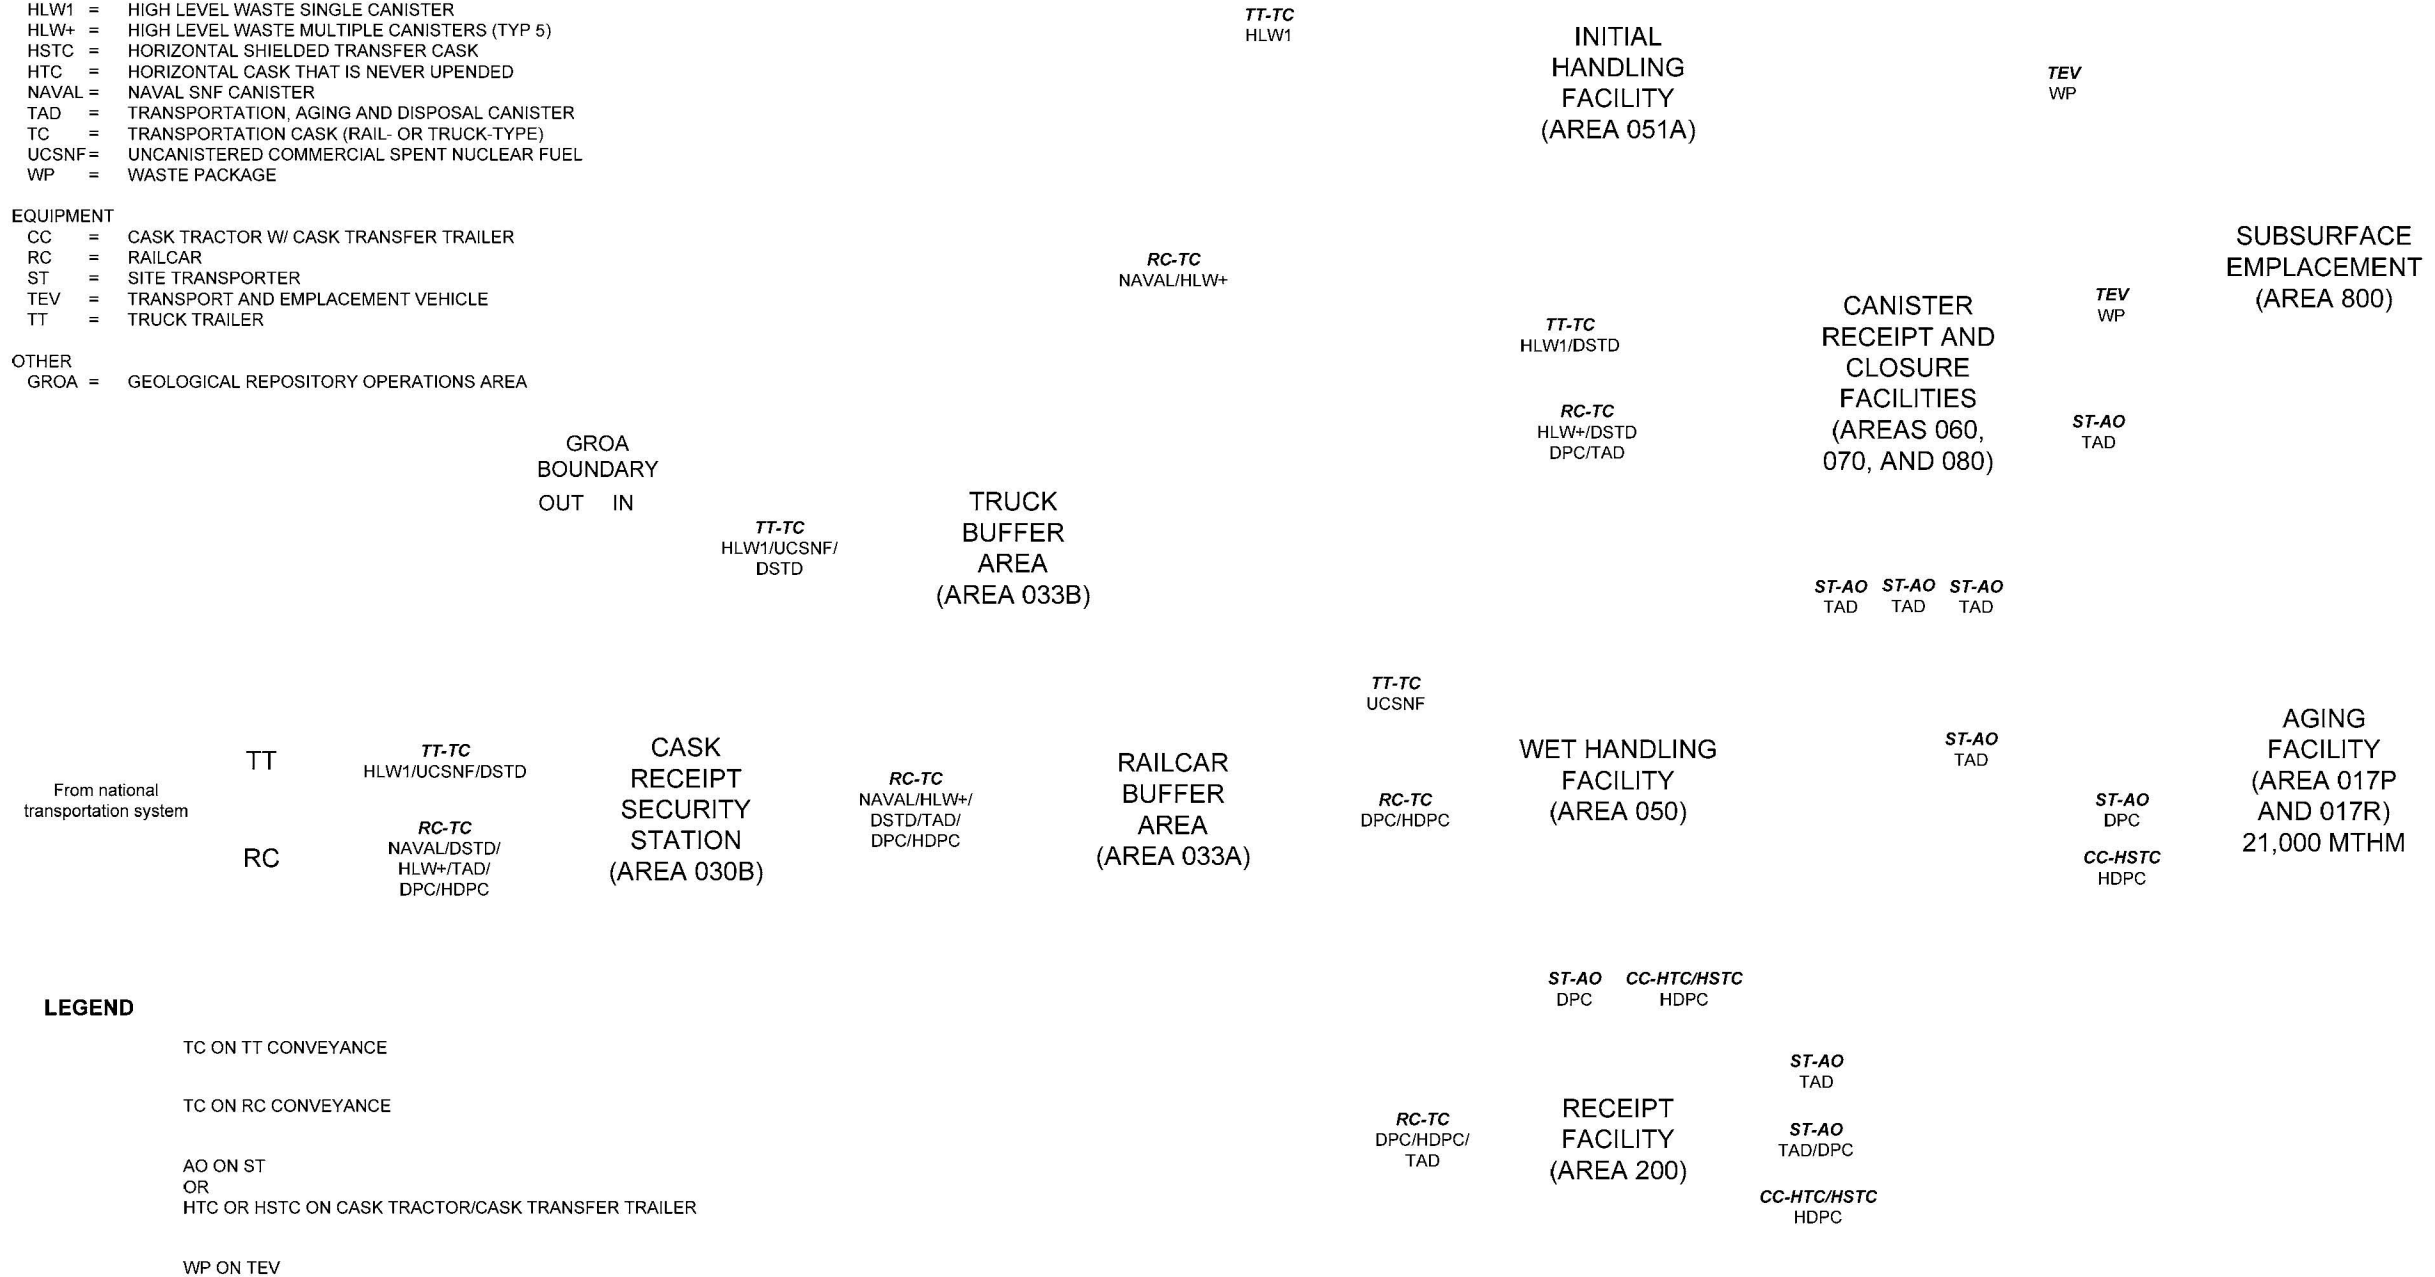 HLW1 = HIGH LEVEL WASTE SINGLE CANISTER
HLW+ = HIGH LEVEL WASTE MULTIPLE CANISTERS (TYP 5)
HSTC = HORIZONTAL SHIELDED TRANSFER CASK
HTC = HORIZONTAL CASK THAT IS NEVER UPENDED
NAVAL = NAVAL SNF CANISTER
TAD = TRANSPORTATION, AGING AND DISPOSAL CANISTER
TC = TRANSPORTATION CASK (RAIL- OR TRUCK-TYPE)
UCSNF = UNCANISTERED COMMERCIAL SPENT NUCLEAR FUEL
WP = WASTE PACKAGE
EQUIPMENT
CC = CASK TRACTOR W/ CASK TRANSFER TRAILER
RC = RAILCAR
ST = SITE TRANSPORTER
TEV = TRANSPORT AND EMPLACEMENT VEHICLE
TT = TRUCK TRAILER
OTHER
GROA = GEOLOGICAL REPOSITORY OPERATIONS AREA
TT-TC
HLW1
INITIAL
HANDLING
FACILITY
(AREA 051A)
TEV
WP
RC-TC
NAVAL/HLW+
SUBSURFACE
EMPLACEMENT
(AREA 800)
TT-TC
HLW1/DSTD
RC-TC
HLW+/DSTD
DPC/TAD
CANISTER
RECEIPT AND
CLOSURE
FACILITIES
(AREAS 060,
070, AND 080)
TEV
WP
ST-AO
TAD
GROA
BOUNDARY
OUT IN
TT-TC
HLW1/UCSNF/
DSTD
TRUCK
BUFFER
AREA
(AREA 033B)
ST-AO ST-AO ST-AO
TAD TAD TAD
TT-TC
UCSNF
From national
transportation system
TT
RC
TT-TC
HLW1/UCSNF/DSTD
RC-TC
NAVAL/DSTD/
HLW+/TAD/
DPC/HDPC
CASK
RECEIPT
SECURITY
STATION
(AREA 030B)
RC-TC
NAVAL/HLW+/
DSTD/TAD/
DPC/HDPC
RAILCAR
BUFFER
AREA
(AREA 033A)
RC-TC
DPC/HDPC
WET HANDLING
FACILITY
(AREA 050)
ST-AO
TAD
ST-AO
DPC
CC-HSTC
HDPC
AGING
FACILITY
(AREA 017P
AND 017R)
21,000 MTHM
ST-AO CC-HTC/HSTC
DPC HDPC
RC-TC
DPC/HDPC/
TAD
RECEIPT
FACILITY
(AREA 200)
ST-AO
TAD
ST-AO
TAD/DPC
CC-HTC/HSTC
HDPC
LEGEND
TC ON TT CONVEYANCE
TC ON RC CONVEYANCE
AO ON ST
OR
HTC OR HSTC ON CASK TRACTOR/CASK TRANSFER TRAILER
WP ON TEV